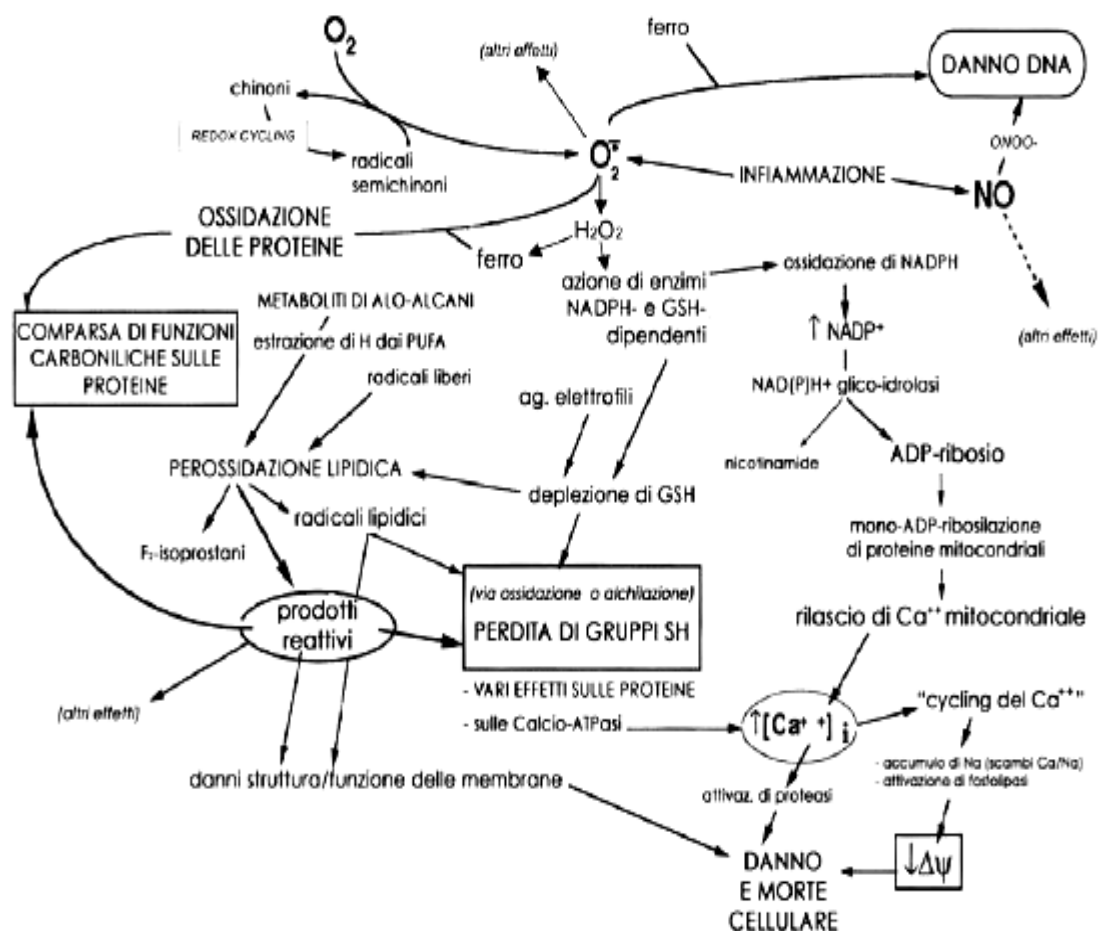 O2
(altri effetti)
ferro
DANNO DNA
chinoni
REDOX CYCLING
radicali
semichinoni
O2-•
INFIAMMAZIONE
ONOO-
NO
OSSIDAZIONE
DELLE PROTEINE
H2O2
ferro
azione di enzimi
NADPH- e GSH-
dipendenti
ossidazione di NADPH
↑ NADP+
(altri effetti)
METABOLITI DI ALO-ALCANI
COMPARSA DI FUNZIONI
CARBONILICHE SULLE
PROTEINE
estrazione di H dai PUFA
radicali liberi
ag. elettrofili
NAD(P)H+ glico-idrolasi
nicotinamide
ADP-ribosio
PEROSSIDAZIONE LIPIDICA
deplezione di GSH
radicali lipidici
F2-isoprostani
mono-ADP-ribosilazione
di proteine mitocondriali
(via ossidazione o alchilazione)
PERDITA DI GRUPPI SH
prodotti
reattivi
rilascio di Ca++ mitocondriale
- VARI EFFETTI SULLE PROTEINE
- sulle Calcio-ATPasi
(altri effetti)
↑[Ca++]i
"cycling del Ca++"
- accumulo di Na (scambi Ca/Na)
- attivazione di fosfolipasi
danni struttura/funzione delle membrane
attivaz. di proteasi
↓Δψ
DANNO
E MORTE
CELLULARE